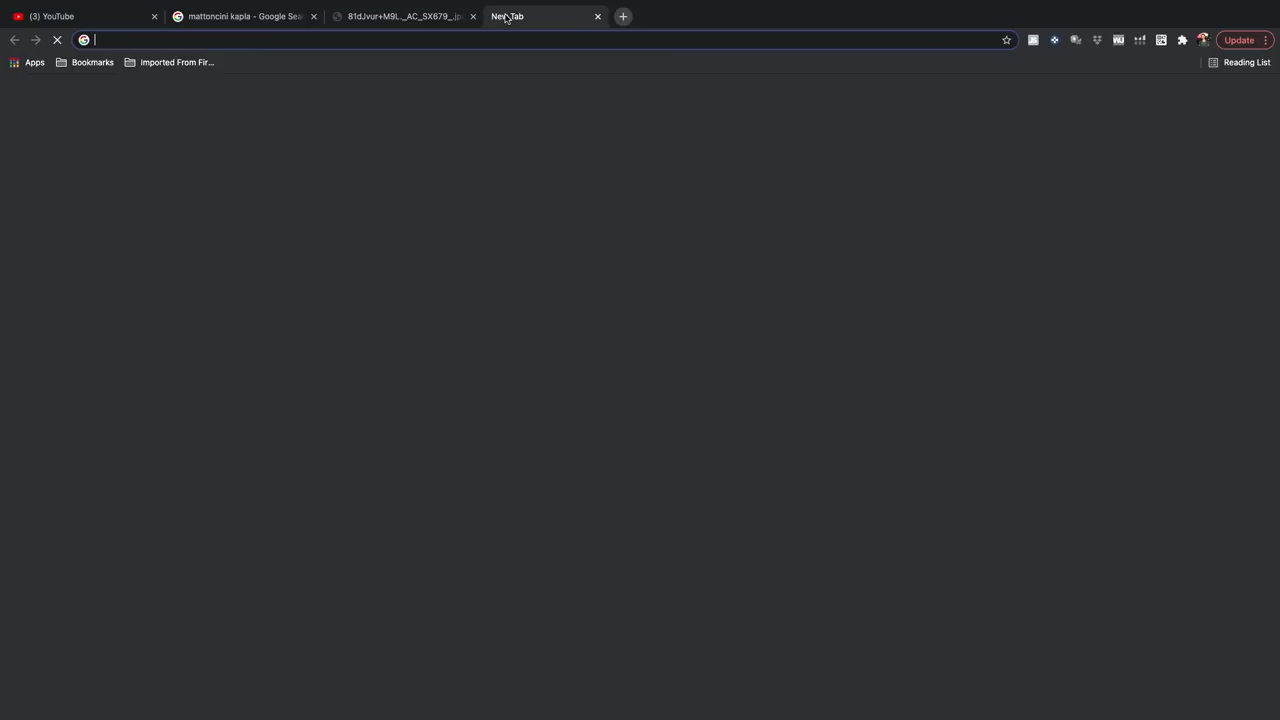 (3) YouTube
mattoncini kapla - Google Sea
81dJvur+M9L._AC_SX679_.jp
New Tab
Update
Apps
Bookmarks
Imported From Fir...
Reading List